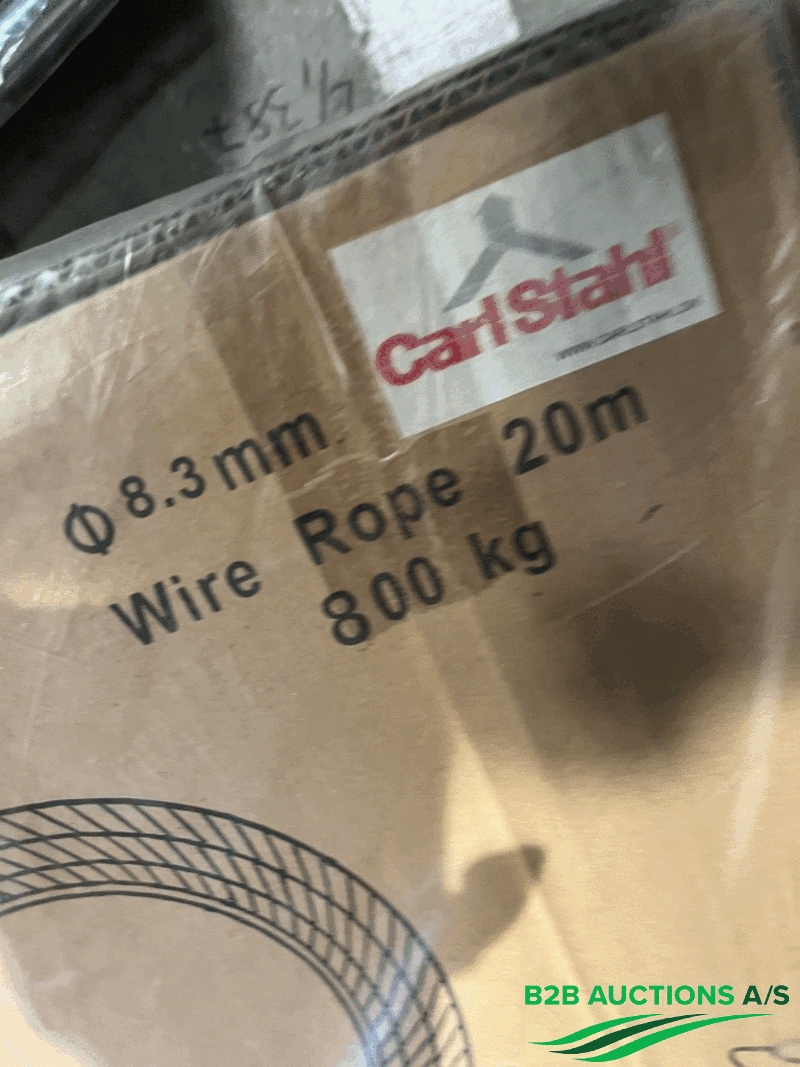 Carl Stahl
Φ 8.3 mm
Wire Rope 20m
800 kg
B2B AUCTIONS A/S